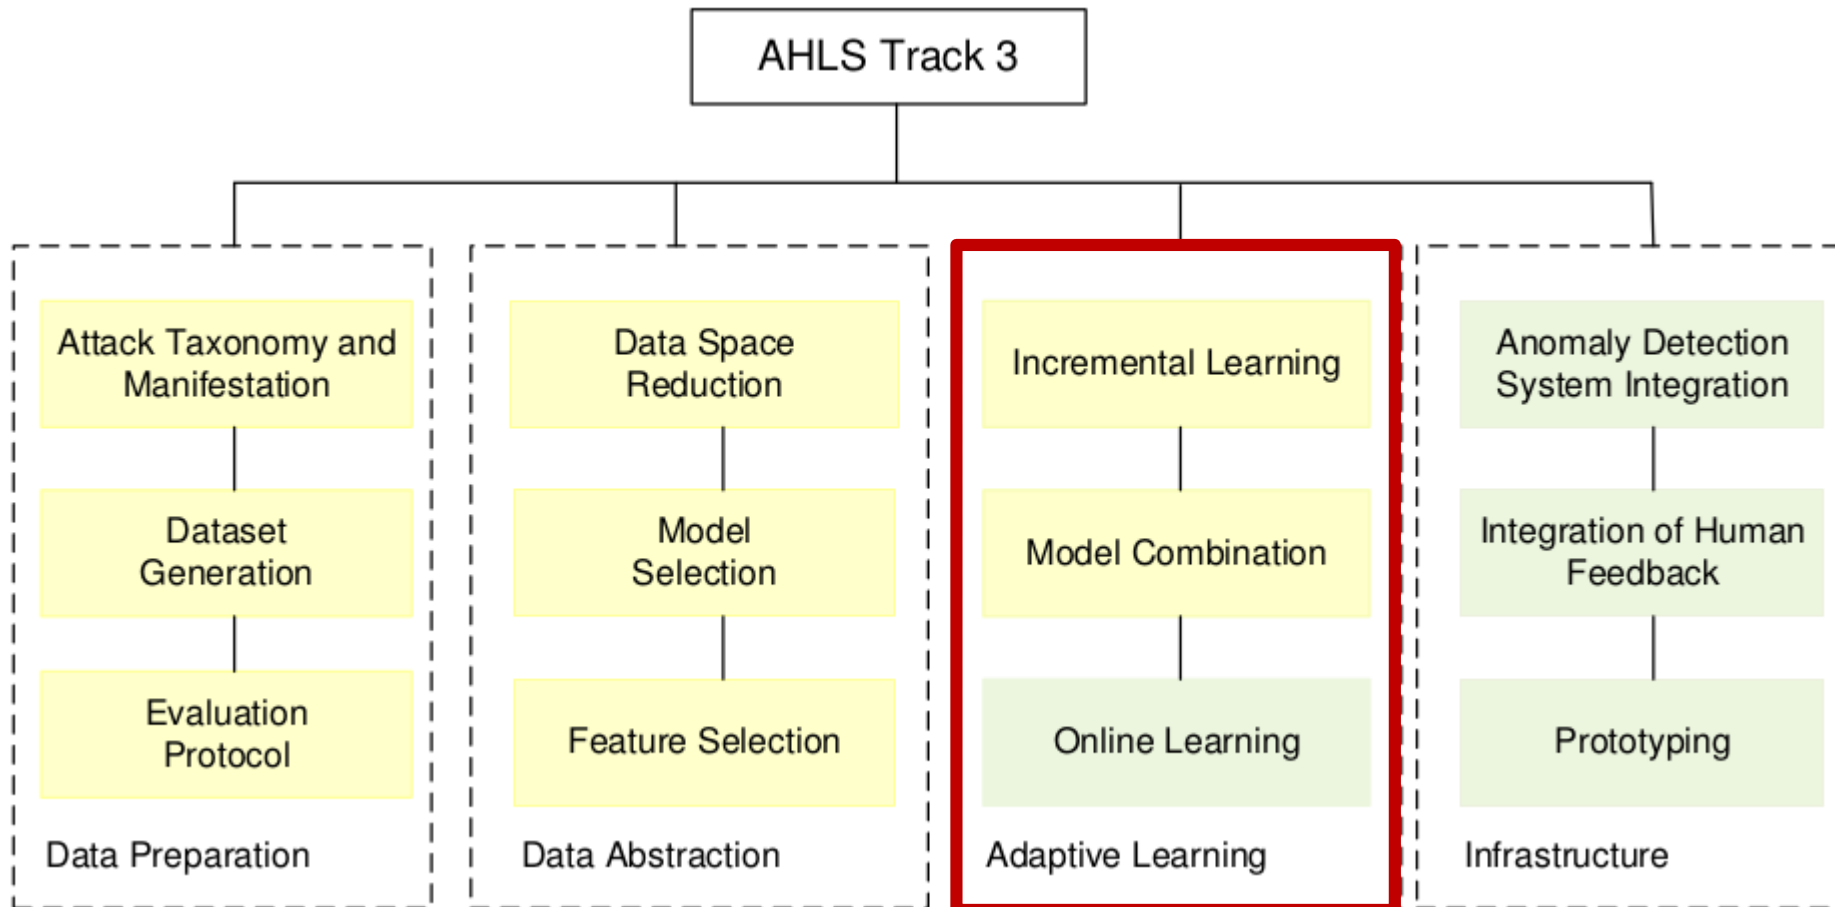 AHLS Track 3
Attack Taxonomy and
Manifestation
Dataset
Generation
Evaluation
Protocol
Data Preparation
Data Space
Reduction
Model
Selection
Feature Selection
Data Abstraction
Incremental Learning
Model Combination
Online Learning
Adaptive Learning
Anomaly Detection
System Integration
Integration of Human
Feedback
Prototyping
Infrastructure